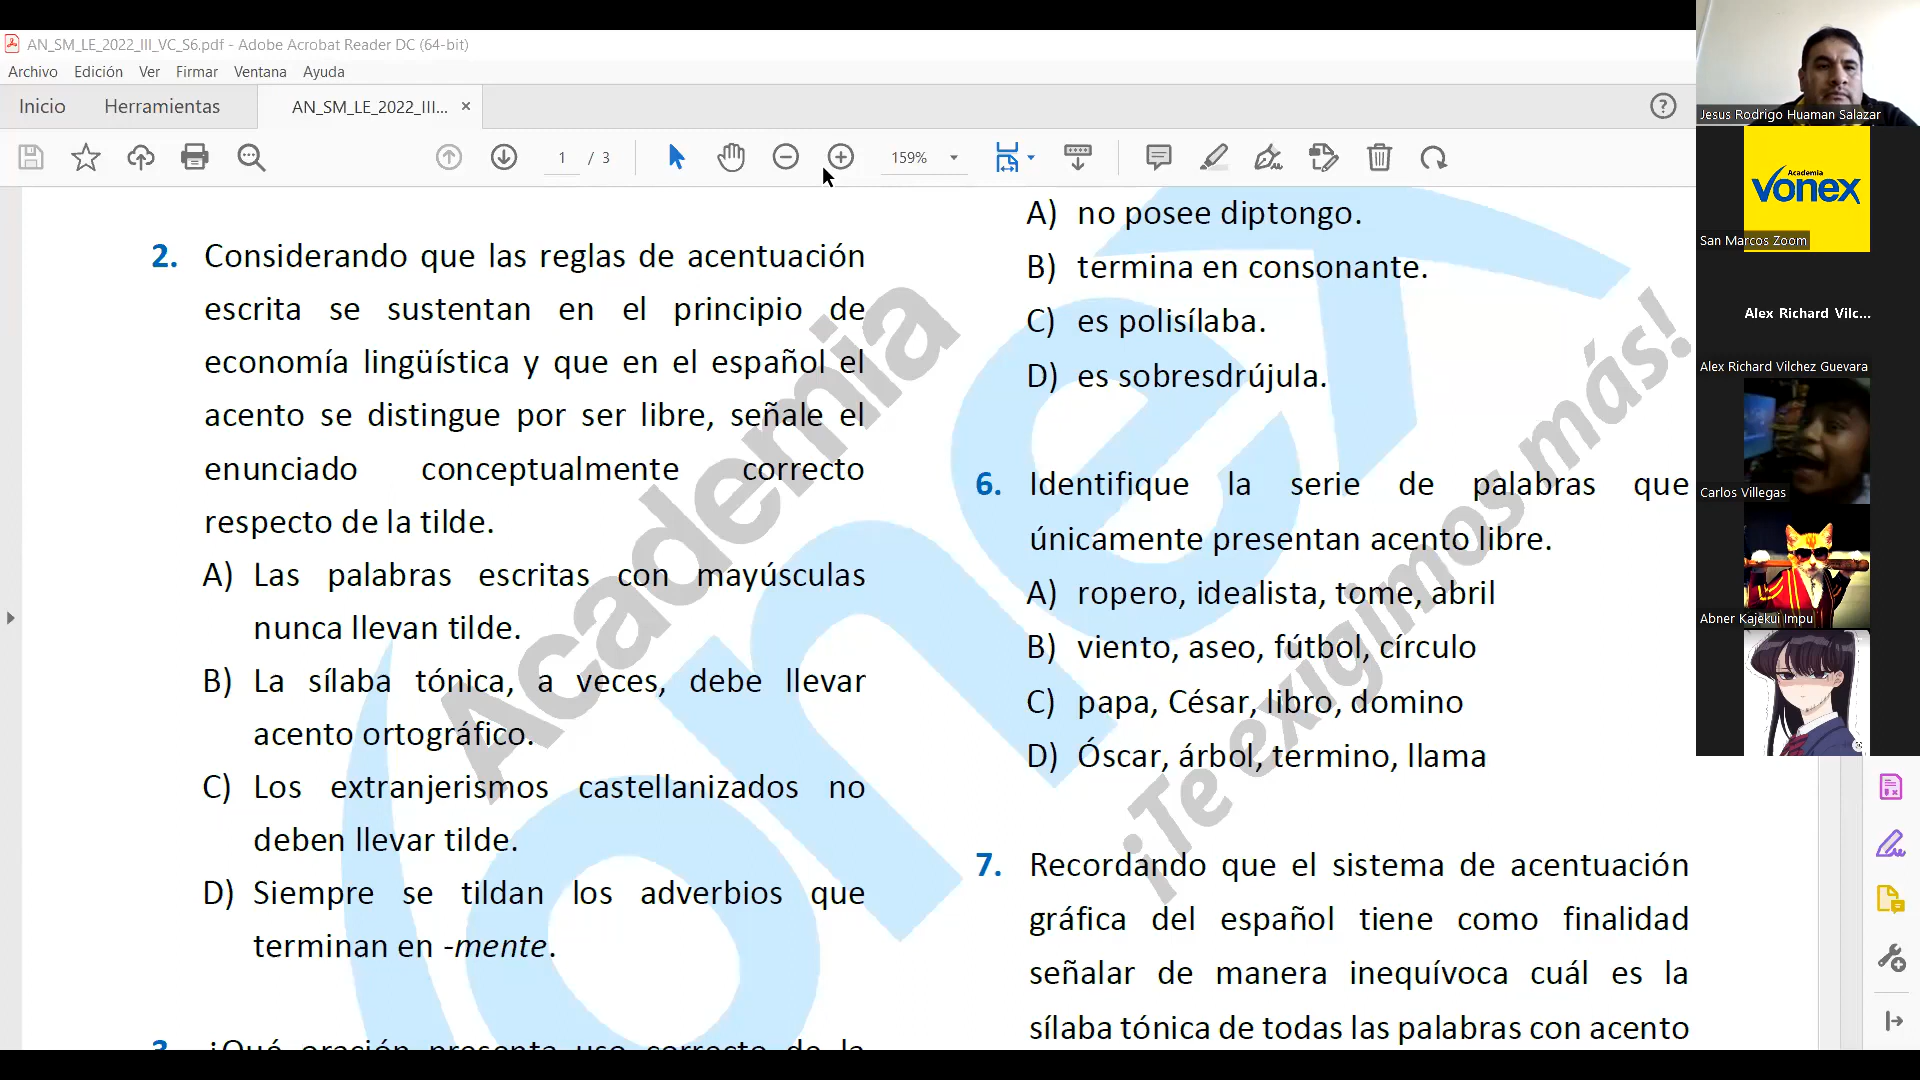 AN_SM_LE_2022_III_VC_S6.pdf - Adobe Acrobat Reader DC (64-bit)
Archivo Edición Ver Firmar Ventana Ayuda
Inicio Herramientas AN_SM_LE_2022_III... ×
1 / 3 159%
2. Considerando que las reglas de acentuación
escrita se sustentan en el principio de
economía lingüística y que en el español el
acento se distingue por ser libre, señale el
enunciado conceptualmente correcto
respecto de la tilde.
A) Las palabras escritas con mayúsculas
nunca llevan tilde.
B) La sílaba tónica, a veces, debe llevar
acento ortográfico.
C) Los extranjerismos castellanizados no
deben llevar tilde.
D) Siempre se tildan los adverbios que
terminan en -mente.
3. ¿Qué oración presenta uso correcto de la
A) no posee diptongo.
B) termina en consonante.
C) es polisílaba.
D) es sobresdrújula.
6. Identifique la serie de palabras que
únicamente presentan acento libre.
A) ropero, idealista, tome, abril
B) viento, aseo, fútbol, círculo
C) papa, César, libro, domino
D) Óscar, árbol, termino, llama
7. Recordando que el sistema de acentuación
gráfica del español tiene como finalidad
señalar de manera inequívoca cuál es la
sílaba tónica de todas las palabras con acento
Academia
onex
¡Te exigimos más!
Jesus Rodrigo Huaman Salazar
Academia
vonex
San Marcos Zoom
Alex Richard Vilc...
Alex Richard Vilchez Guevara
Carlos Villegas
Abner Kajekui Impu